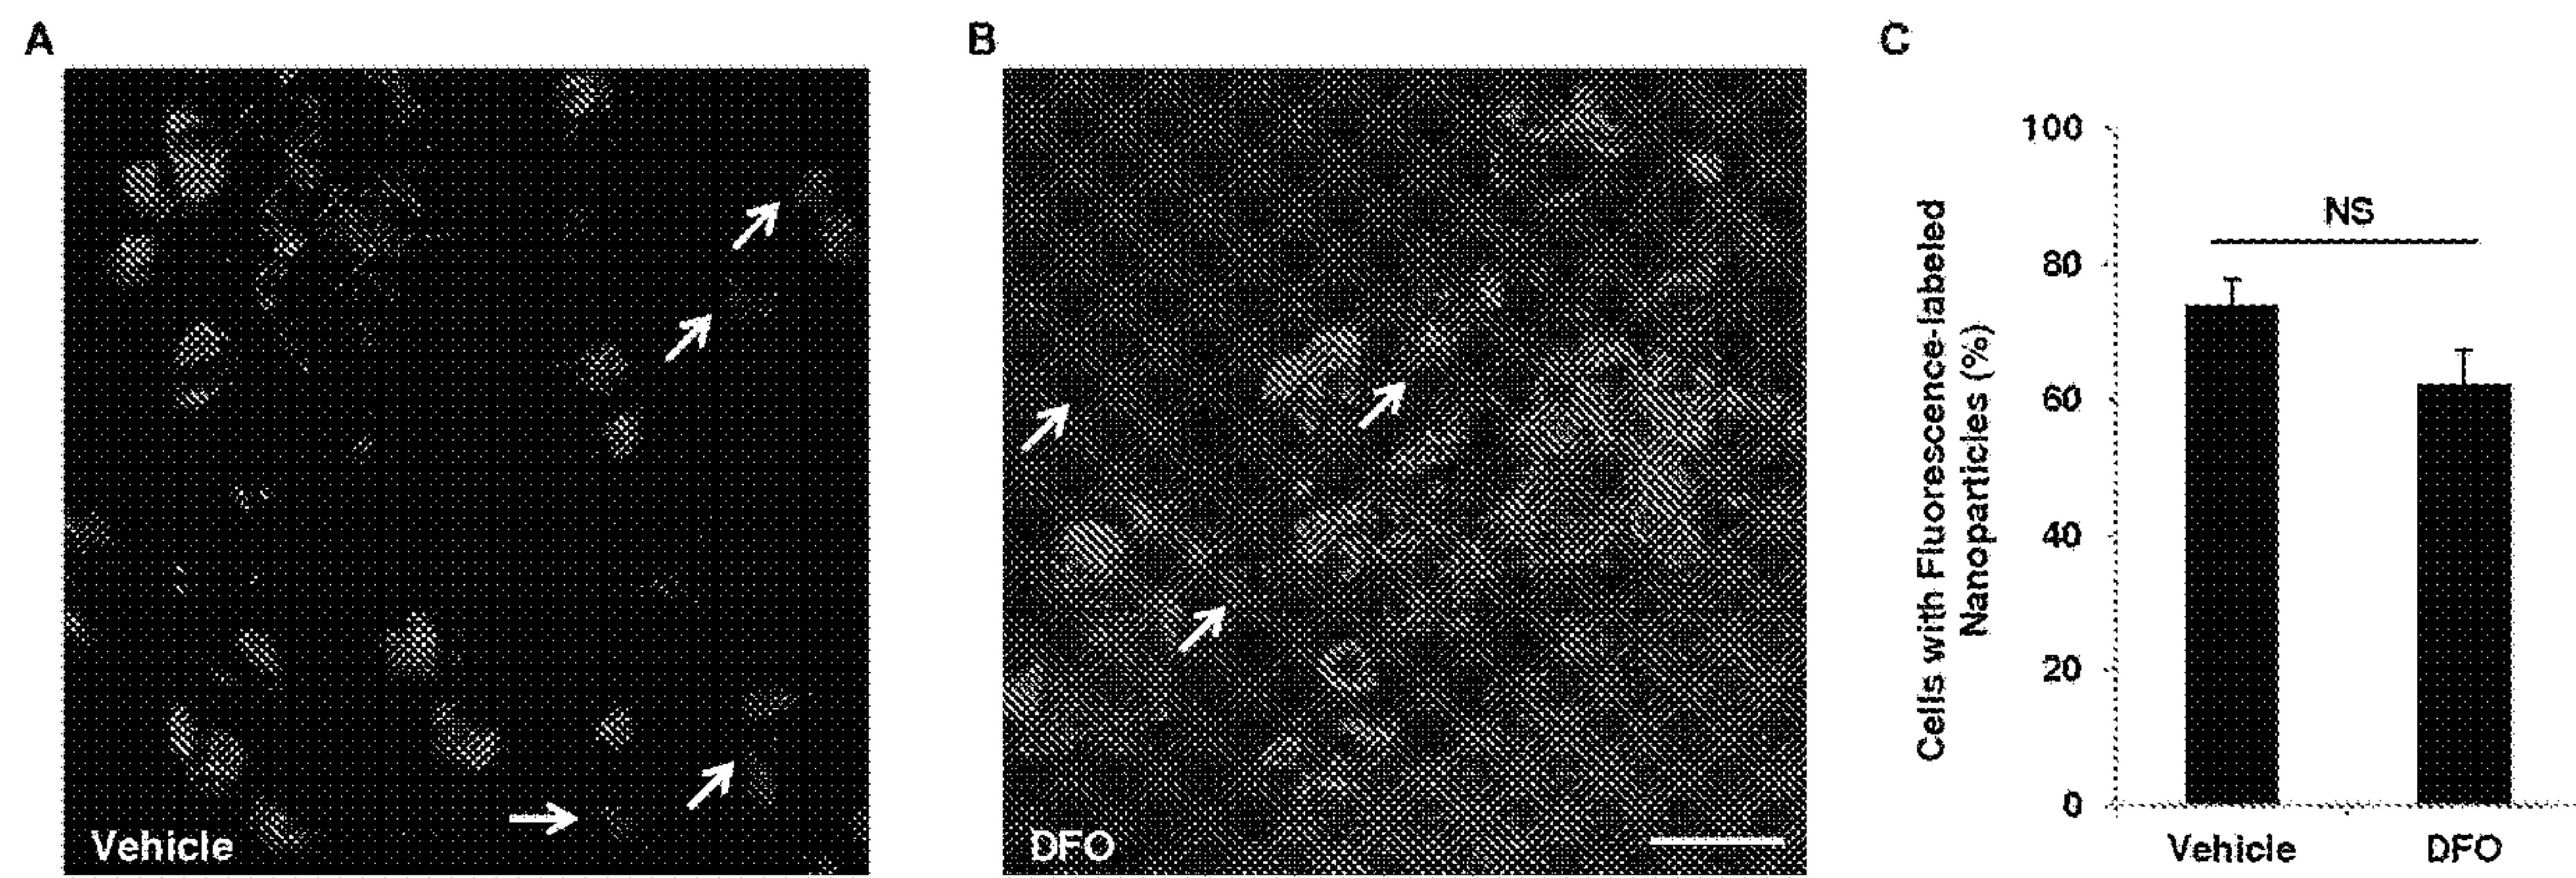 A
Vehicle
B
DFO
C
Cells with Fluorescence-labeled
Nanoparticles (%)
100
80
60
40
20
0
NS
Vehicle
DFO